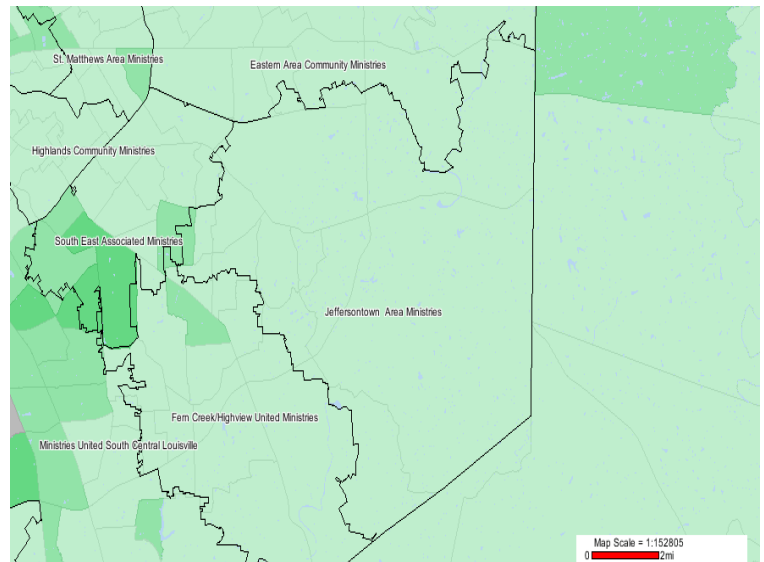 St. Matthews Area Ministries
Eastern Area Community Ministries
Highlands Community Ministries
South East Associated Ministries
Jeffersontown Area Ministries
Fern Creek/Highview United Ministries
Ministries United South Central Louisville
Map Scale = 1:152805
0 2mi